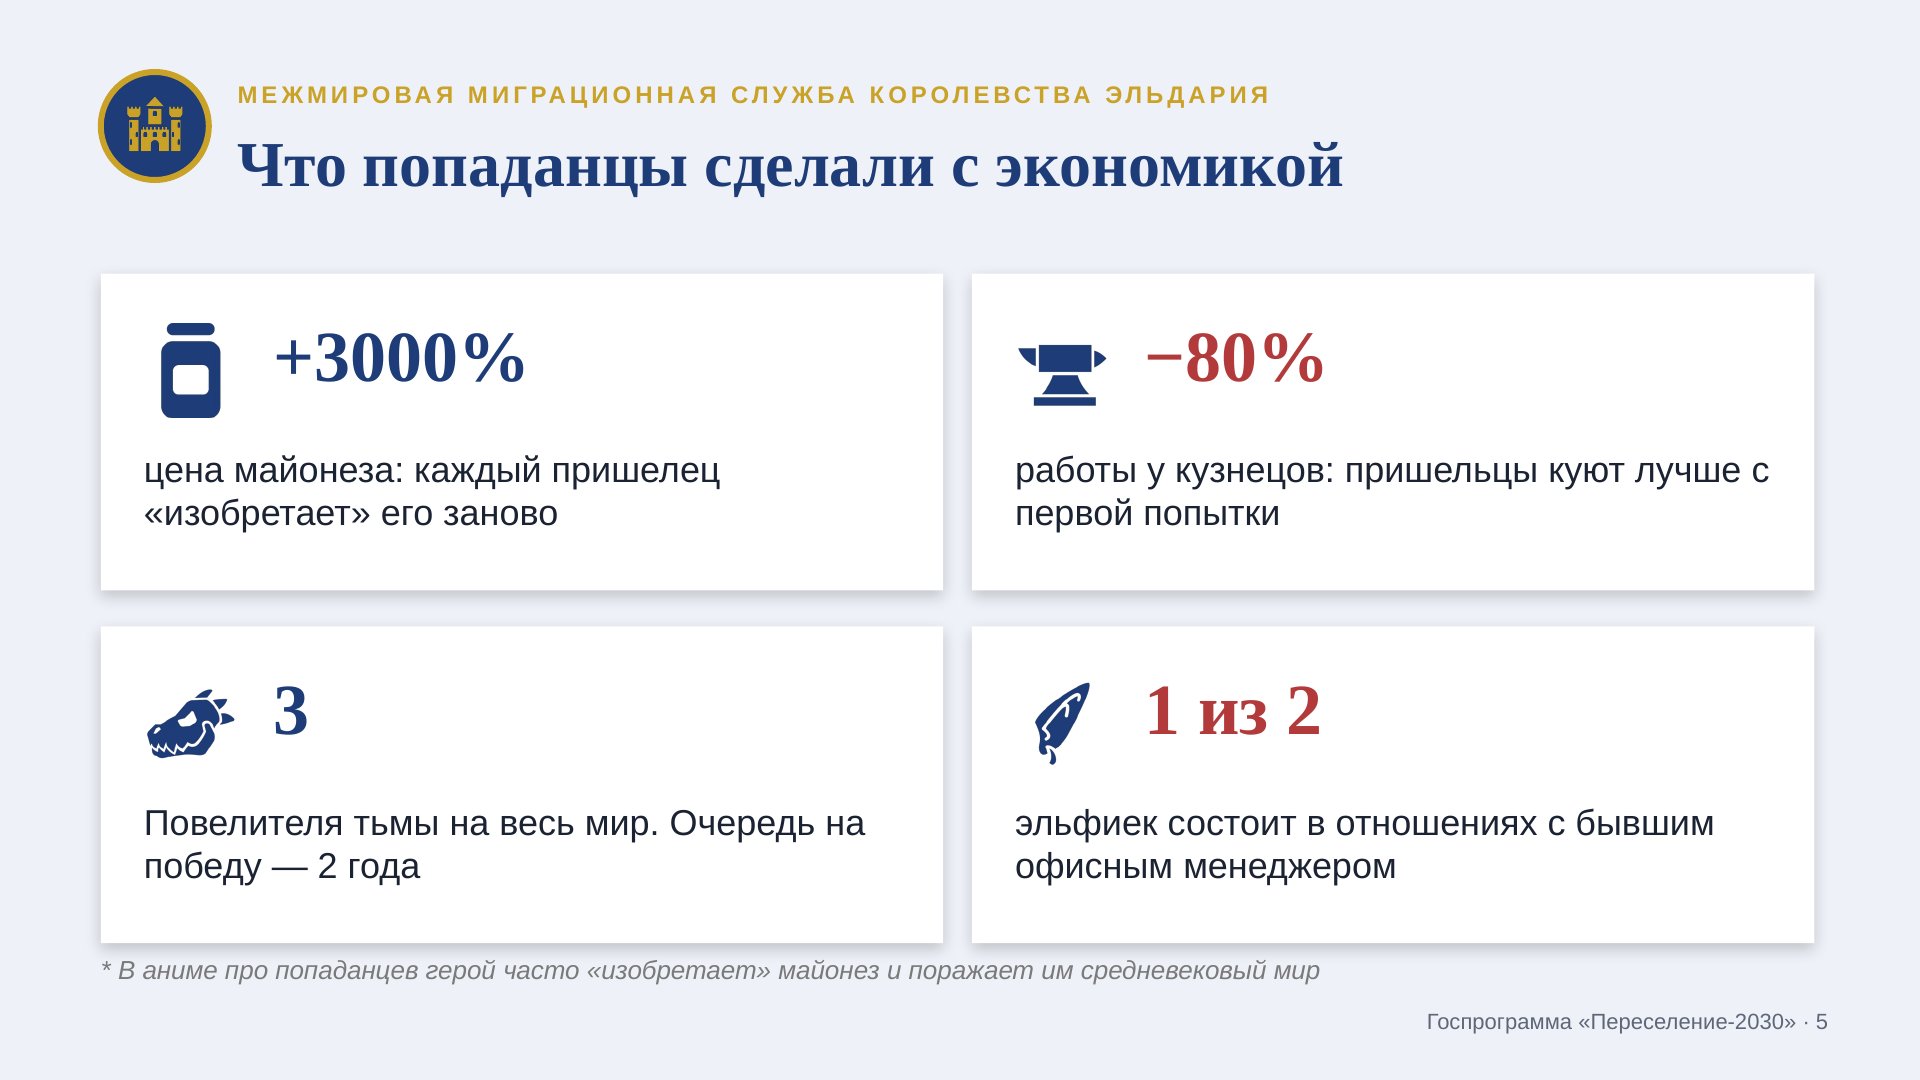 МЕЖМИРОВАЯ МИГРАЦИОННАЯ СЛУЖБА КОРОЛЕВСТВА ЭЛЬДАРИЯ
Что попаданцы сделали с экономикой
+3000%
цена майонеза: каждый пришелец
«изобретает» его заново
−80%
работы у кузнецов: пришельцы куют лучше с
первой попытки
3
Повелителя тьмы на весь мир. Очередь на
победу — 2 года
1 из 2
эльфиек состоит в отношениях с бывшим
офисным менеджером
* В аниме про попаданцев герой часто «изобретает» майонез и поражает им средневековый мир
Госпрограмма «Переселение-2030» · 5